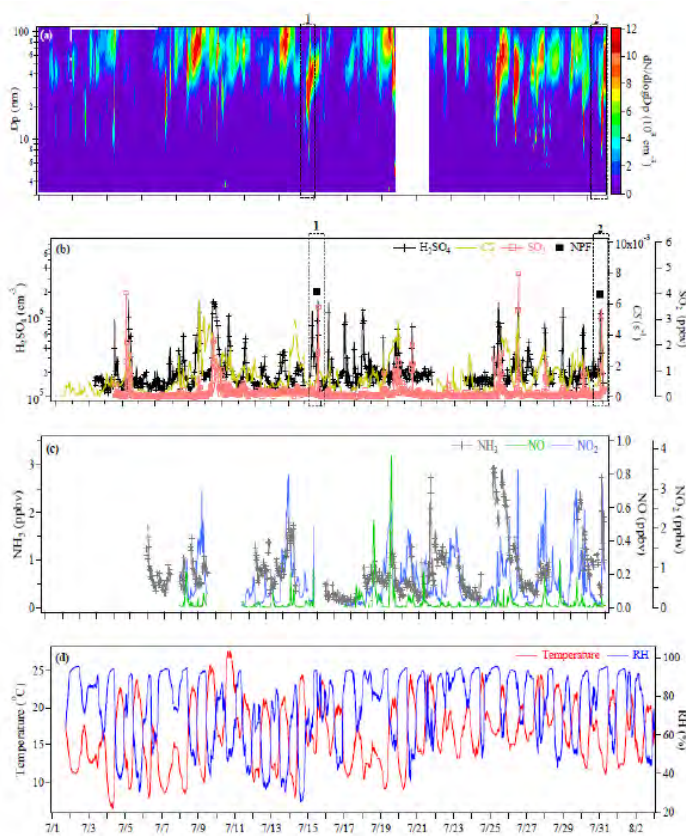 1
2
(a)
100
10
Dp (nm)
12
10
8
6
4
2
0
dN/dlogDp (10³ cm⁻³)
1
2
(b)
H₂SO₄
CS
SO₂
NPF
10⁶
10⁵
H₂SO₄ (cm⁻³)
10x10⁻³
8
6
4
2
0
CS (s⁻¹)
6
5
4
3
2
1
0
SO₂ (ppbv)
(c)
NH₃
NO
NO₂
3
2
1
0
NH₃ (ppbv)
1.0
0.8
0.6
0.4
0.2
0.0
NO (ppbv)
4
3
2
1
0
NO₂ (ppbv)
(d)
Temperature
RH
25
20
15
10
Temperature (°C)
100
80
60
40
20
RH (%)
7/1 7/3 7/5 7/7 7/9 7/11 7/13 7/15 7/17 7/19 7/21 7/23 7/25 7/27 7/29 7/31 8/2